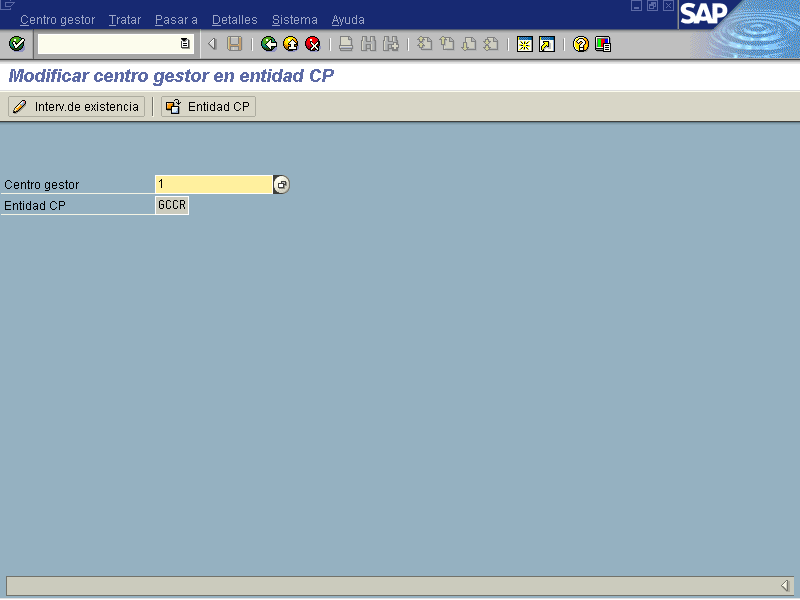 Centro gestor Tratar Pasar a Detalles Sistema Ayuda
SAP
Modificar centro gestor en entidad CP
Interv.de existencia Entidad CP
Centro gestor 1
Entidad CP GCCR